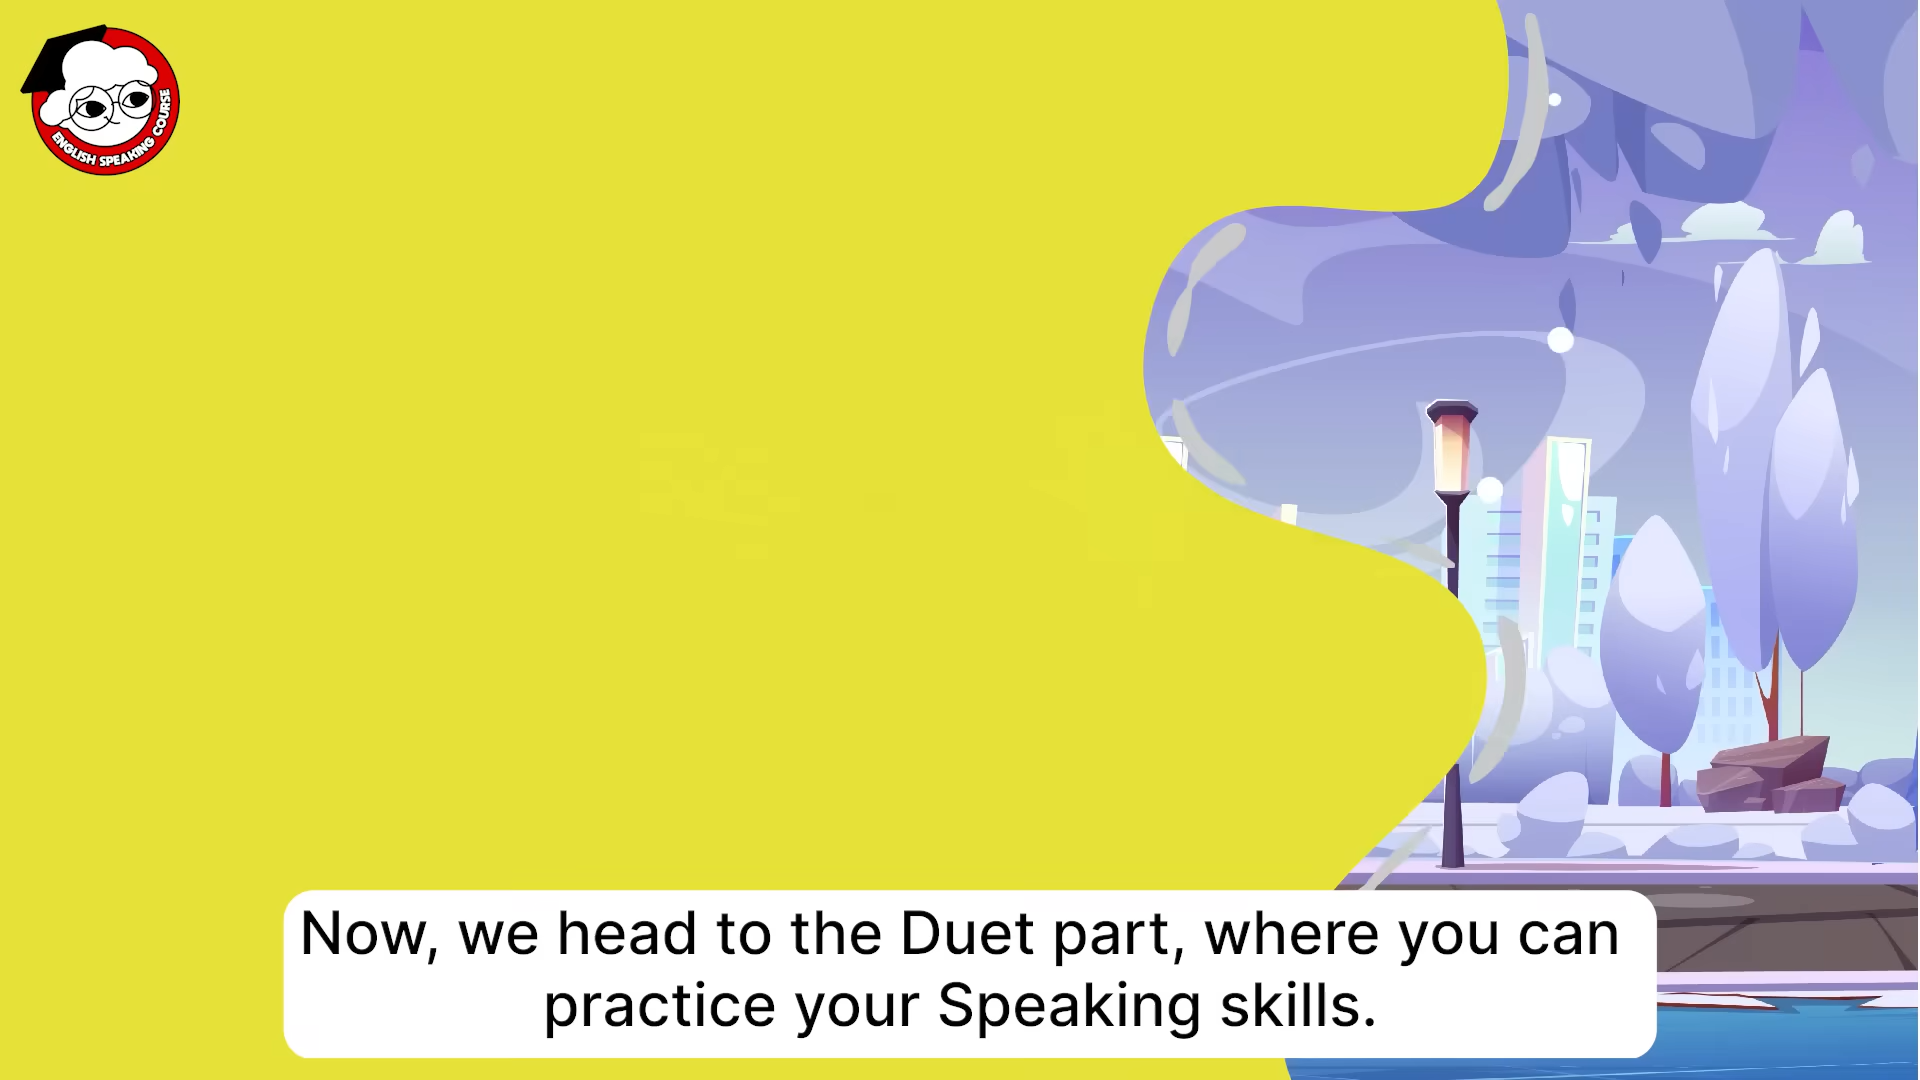 ENGLISH SPEAKING COURSE
Now, we head to the Duet part, where you can
practice your Speaking skills.